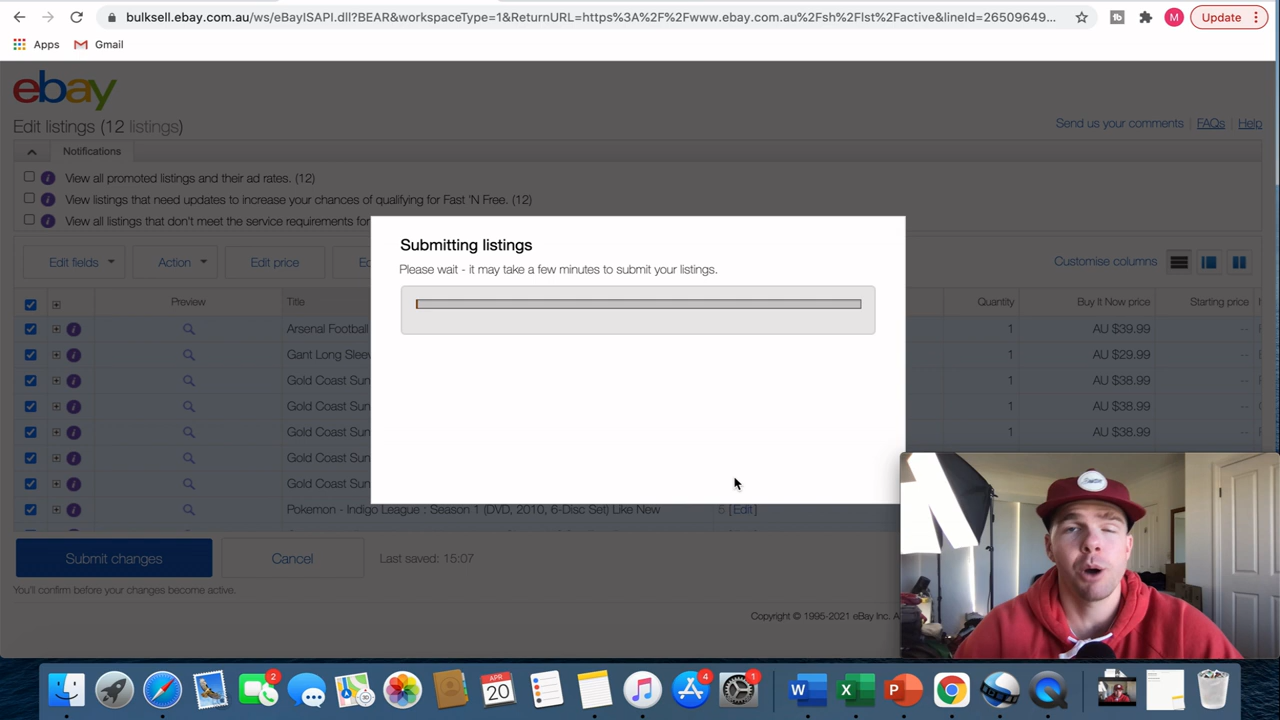 bulksell.ebay.com.au/ws/eBayISAPI.dll?BEAR&workspaceType=1&ReturnURL=https%3A%2F%2Fwww.ebay.com.au%2Fsh%2Flst%2Factive&lineId=26509649...
M
Update
Apps
Gmail
ebay
Edit listings (12 listings)
Send us your comments | FAQs | Help
Notifications
View all promoted listings and their ad rates. (12)
View listings that need updates to increase your chances of qualifying for Fast 'N Free. (12)
View all listings that don't meet the service requirements for
Submitting listings
Please wait - it may take a few minutes to submit your listings.
Edit fields
Action
Edit price
Customise columns
Preview
Title
Quantity
Buy It Now price
Starting price
Arsenal Football 1 AU $39.99 --
Gant Long Sleev 1 AU $29.99 --
Gold Coast Sun 1 AU $38.99 --
Gold Coast Sun 1 AU $38.99 --
Gold Coast Sun 1 AU $38.99 --
Gold Coast Sun
Gold Coast Sun
Pokemon - Indigo League : Season 1 (DVD, 2010, 6-Disc Set) Like New 5 [Edit]
Submit changes
Cancel
Last saved: 15:07
You'll confirm before your changes become active.
Copyright © 1995-2021 eBay Inc. A
2
APR
20
4
1
W
X
P